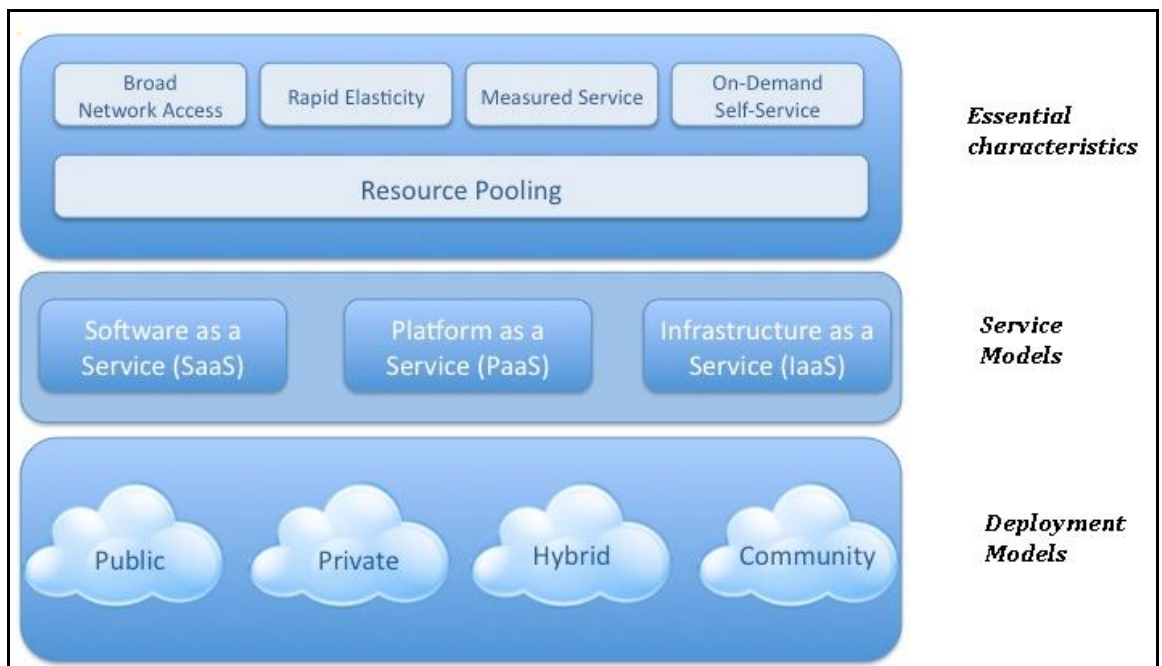 Broad
Network Access
Rapid Elasticity
Measured Service
On-Demand
Self-Service
Resource Pooling
Essential
characteristics
Software as a
Service (SaaS)
Platform as a
Service (PaaS)
Infrastructure as a
Service (IaaS)
Service
Models
Public
Private
Hybrid
Community
Deployment
Models